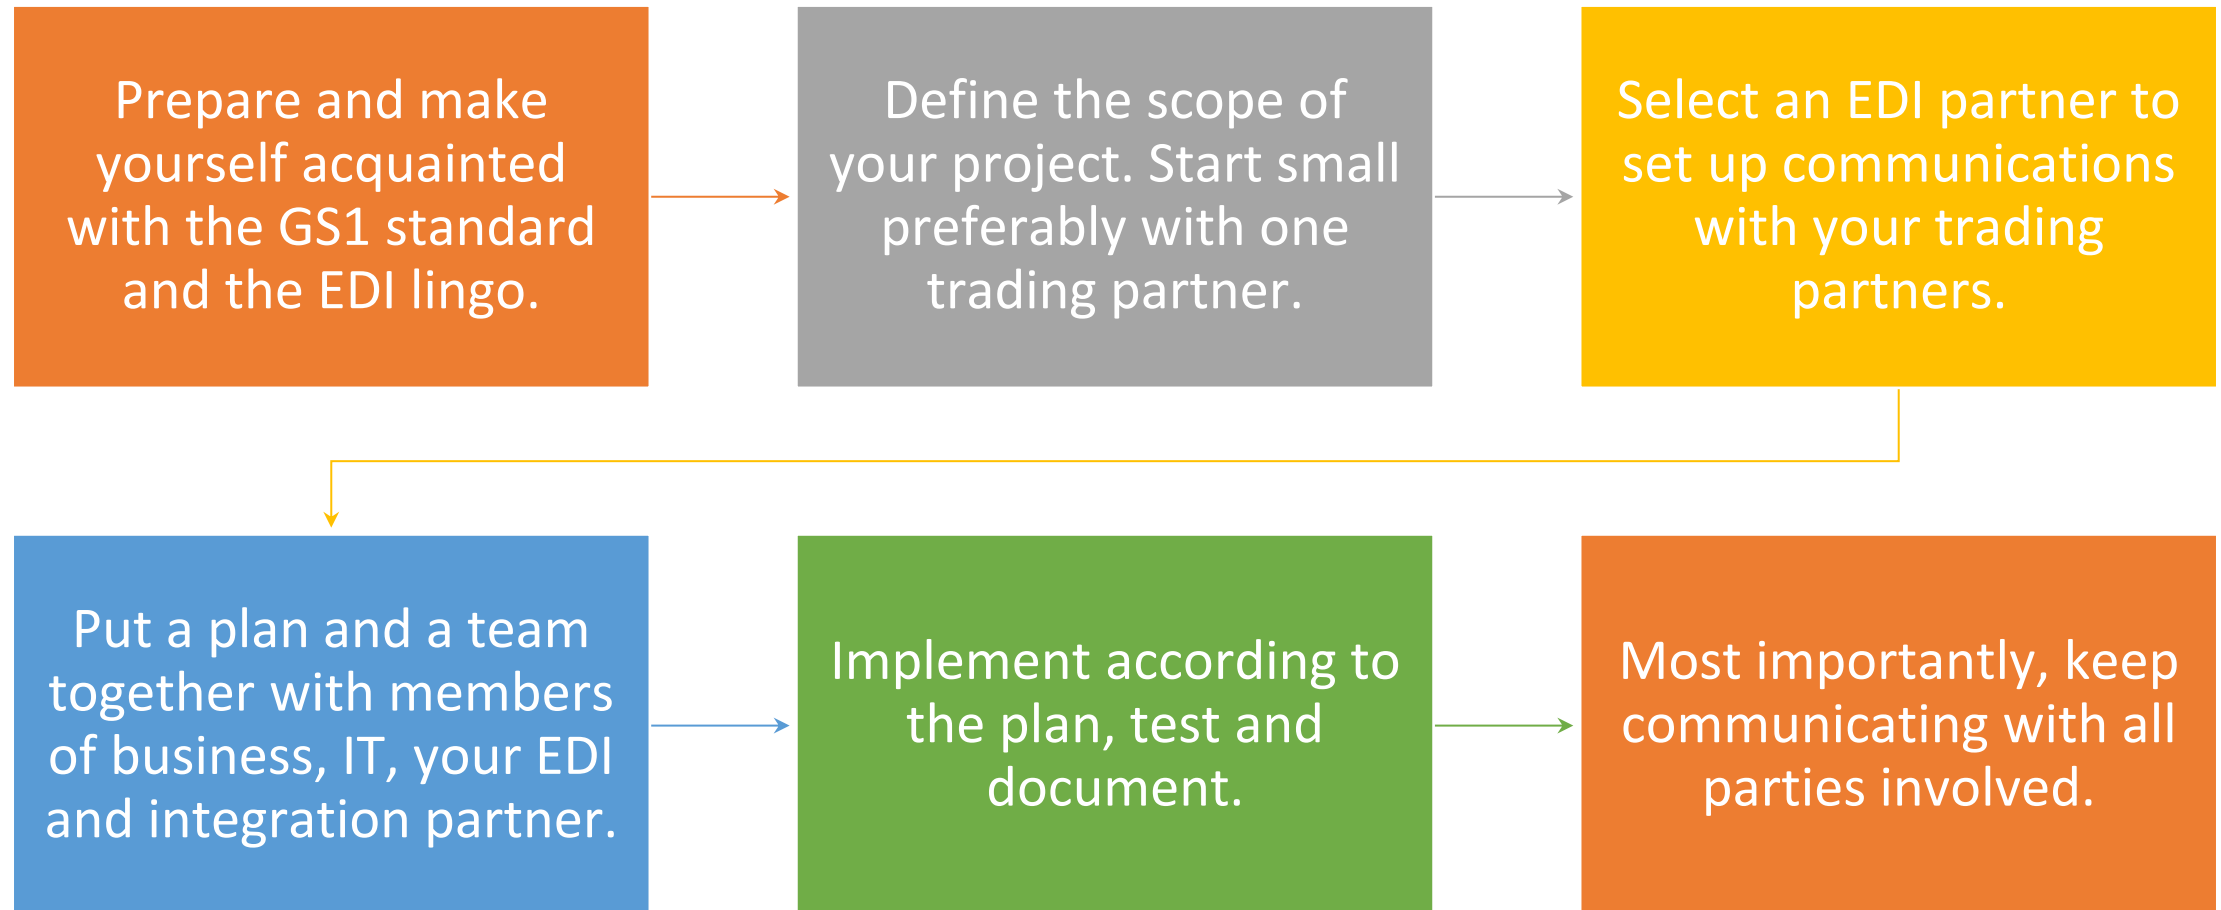 Prepare and make
yourself acquainted
with the GS1 standard
and the EDI lingo.
Define the scope of
your project. Start small
preferably with one
trading partner.
Select an EDI partner to
set up communications
with your trading
partners.
Put a plan and a team
together with members
of business, IT, your EDI
and integration partner.
Implement according to
the plan, test and
document.
Most importantly, keep
communicating with all
parties involved.